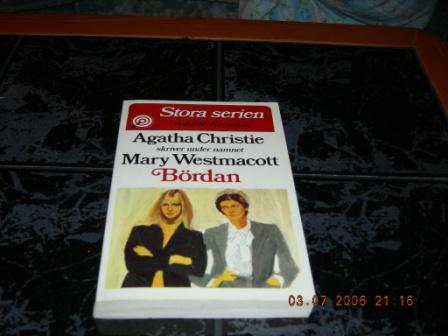 Stora serien
Agatha Christie
skriver under namnet
Mary Westmacott
Bördan
03.07 2006 21:16